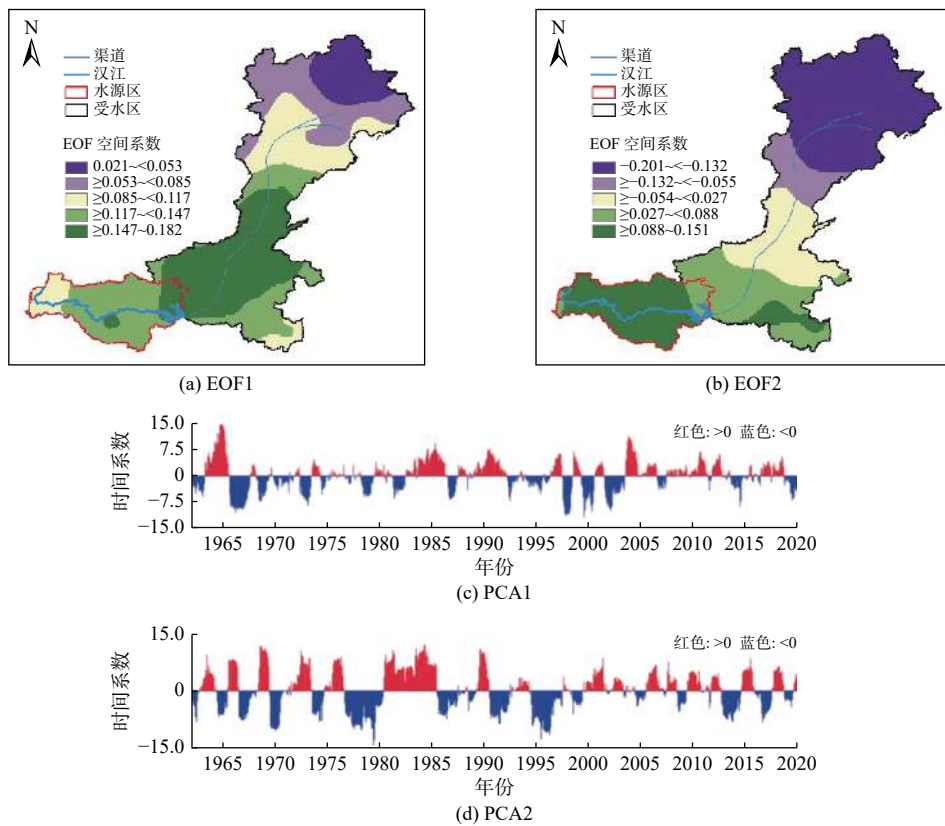 N
渠道
汉江
水源区
受水区
EOF 空间系数
0.021~<0.053
≥0.053~<0.085
≥0.085~<0.117
≥0.117~<0.147
≥0.147~0.182
(a) EOF1
N
渠道
汉江
水源区
受水区
EOF 空间系数
−0.201~<−0.132
≥−0.132~<−0.055
≥−0.054~<0.027
≥0.027~<0.088
≥0.088~0.151
(b) EOF2
时间系数
15.0
7.5
0
−7.5
−15.0
红色: >0 蓝色: <0
1965 1970 1975 1980 1985 1990 1995 2000 2005 2010 2015 2020
年份
(c) PCA1
时间系数
15.0
0
−15.0
红色: >0 蓝色: <0
1965 1970 1975 1980 1985 1990 1995 2000 2005 2010 2015 2020
年份
(d) PCA2